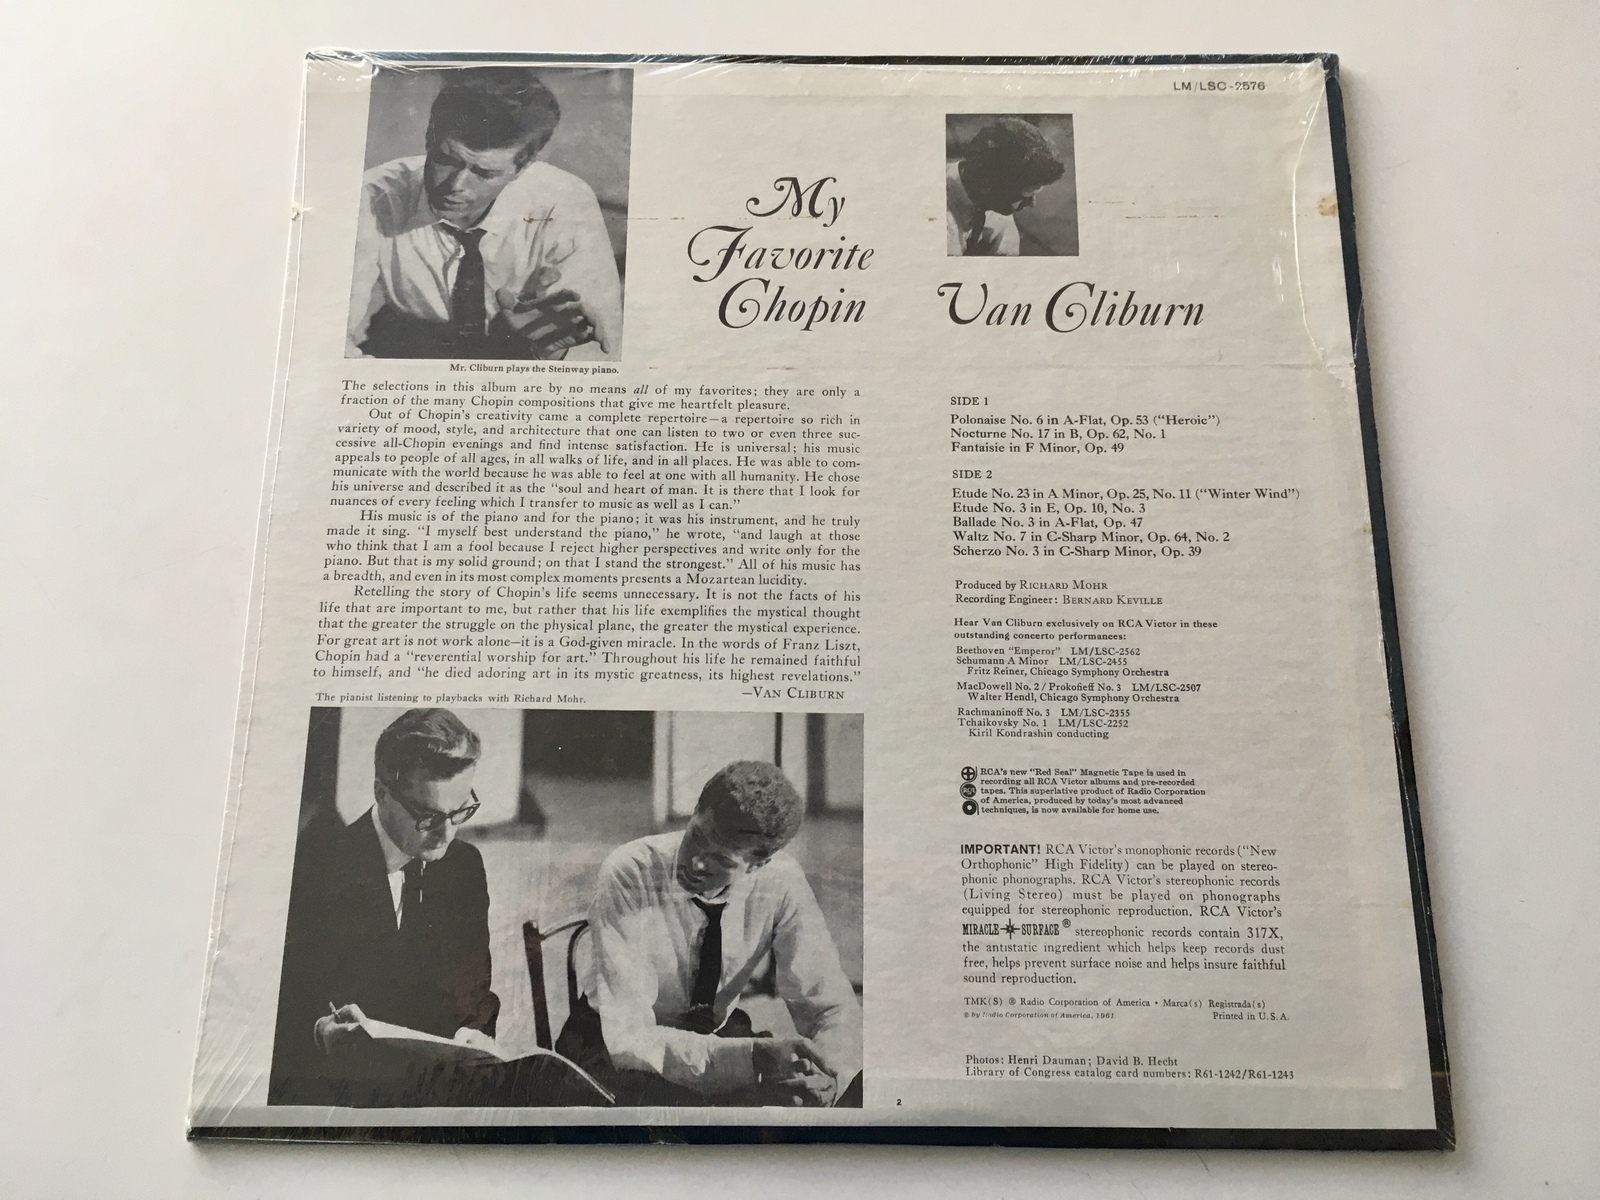 LM/LSC-2576
My
Favorite
Chopin
Van Cliburn
Mr. Cliburn plays the Steinway piano.
The selections in this album are by no means all of my favorites; they are only a
fraction of the many Chopin compositions that give me heartfelt pleasure.
Out of Chopin's creativity came a complete repertoire—a repertoire so rich in
variety of mood, style, and architecture that one can listen to two or even three suc-
cessive all-Chopin evenings and find intense satisfaction. He is universal; his music
appeals to people of all ages, in all walks of life, and in all places. He was able to com-
municate with the world because he was able to feel at one with all humanity. He chose
his universe and described it as the "soul and heart of man. It is there that I look for
nuances of every feeling which I transfer to music as well as I can."
His music is of the piano and for the piano; it was his instrument, and he truly
made it sing. "I myself best understand the piano," he wrote, "and laugh at those
who think that I am a fool because I reject higher perspectives and write only for the
piano. But that is my solid ground; on that I stand the strongest." All of his music has
a breadth, and even in its most complex moments presents a Mozartean lucidity.
Retelling the story of Chopin's life seems unnecessary. It is not the facts of his
life that are important to me, but rather that his life exemplifies the mystical thought
that the greater the struggle on the physical plane, the greater the mystical experience.
For great art is not work alone—it is a God-given miracle. In the words of Franz Liszt,
Chopin had a "reverential worship for art." Throughout his life he remained faithful
to himself, and "he died adoring art in its mystic greatness, its highest revelations."
—VAN CLIBURN
The pianist listening to playbacks with Richard Mohr.
SIDE 1
Polonaise No. 6 in A-Flat, Op. 53 ("Heroic")
Nocturne No. 17 in B, Op. 62, No. 1
Fantaisie in F Minor, Op. 49
SIDE 2
Etude No. 23 in A Minor, Op. 25, No. 11 ("Winter Wind")
Etude No. 3 in E, Op. 10, No. 3
Ballade No. 3 in A-Flat, Op. 47
Waltz No. 7 in C-Sharp Minor, Op. 64, No. 2
Scherzo No. 3 in C-Sharp Minor, Op. 39
Produced by RICHARD MOHR
Recording Engineer: BERNARD KEVILLE
Hear Van Cliburn exclusively on RCA Victor in these
outstanding concerto performances:
Beethoven "Emperor" LM/LSC-2562
Schumann A Minor LM/LSC-2455
Fritz Reiner, Chicago Symphony Orchestra
MacDowell No. 2 / Prokofieff No. 3 LM/LSC-2507
Walter Hendl, Chicago Symphony Orchestra
Rachmaninoff No. 3 LM/LSC-2355
Tchaikovsky No. 1 LM/LSC-2252
Kiril Kondrashin conducting
RCA's new "Red Seal" Magnetic Tape is used in
recording all RCA Victor albums and pre-recorded
tapes. This superlative product of Radio Corporation
of America, produced by today's most advanced
techniques, is now available for home use.
IMPORTANT! RCA Victor's monophonic records ("New
Orthophonic" High Fidelity) can be played on stereo-
phonic phonographs. RCA Victor's stereophonic records
(Living Stereo) must be played on phonographs
equipped for stereophonic reproduction. RCA Victor's
MIRACLE SURFACE ® stereophonic records contain 317X,
the antistatic ingredient which helps keep records dust
free, helps prevent surface noise and helps insure faithful
sound reproduction.
TMK(S) ® Radio Corporation of America • Marca(s) Registrada(s)
© by Radio Corporation of America, 1961 Printed in U.S.A.
Photos: Henri Dauman; David B. Hecht
Library of Congress catalog card numbers: R61-1242/R61-1243
2